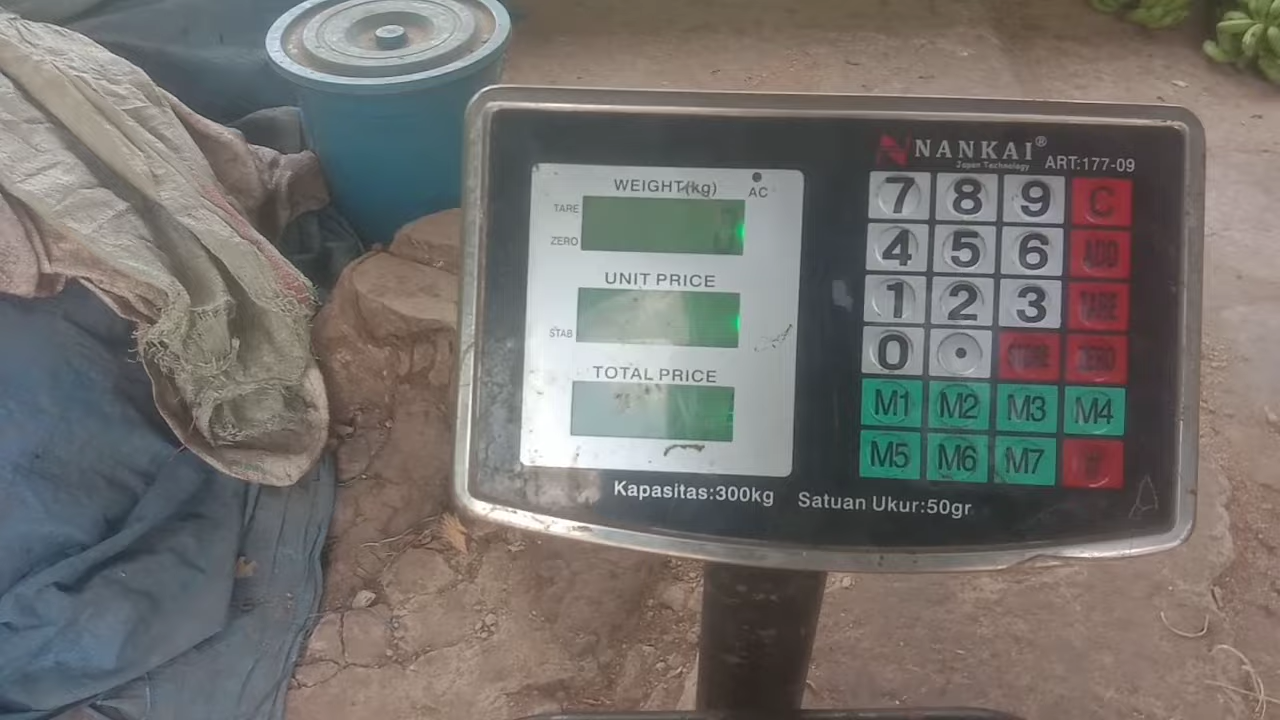 NANKAI®
Japan Technology
ART:177-09
WEIGHT(kg)
AC
TARE
ZERO
UNIT PRICE
STAB
TOTAL PRICE
7 8 9 C
4 5 6 ADD
1 2 3 TARE
0 . STORE ZERO
M1 M2 M3 M4
M5 M6 M7
Kapasitas:300kg Satuan Ukur:50gr